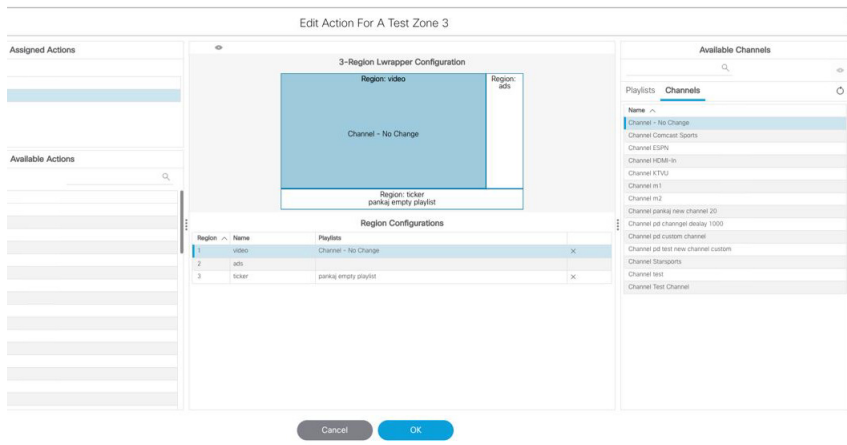 Edit Action For A Test Zone 3
Assigned Actions
Available Actions
3-Region Lwrapper Configuration
Region: video
Channel - No Change
Region:
ads
Region: ticker
pankaj empty playlist
Region Configurations
Region Name Playlists
1 video Channel - No Change
2 ads
3 ticker pankaj empty playlist
Available Channels
Playlists Channels
Name
Channel - No Change
Channel Comcast Sports
Channel ESPN
Channel HDMI-In
Channel KTVU
Channel m1
Channel m2
Channel pankaj new channel 20
Channel pd channgel dealay 1000
Channel pd custom channel
Channel pd test new channel custom
Channel Starsports
Channel test
Channel Test Channel
Cancel OK